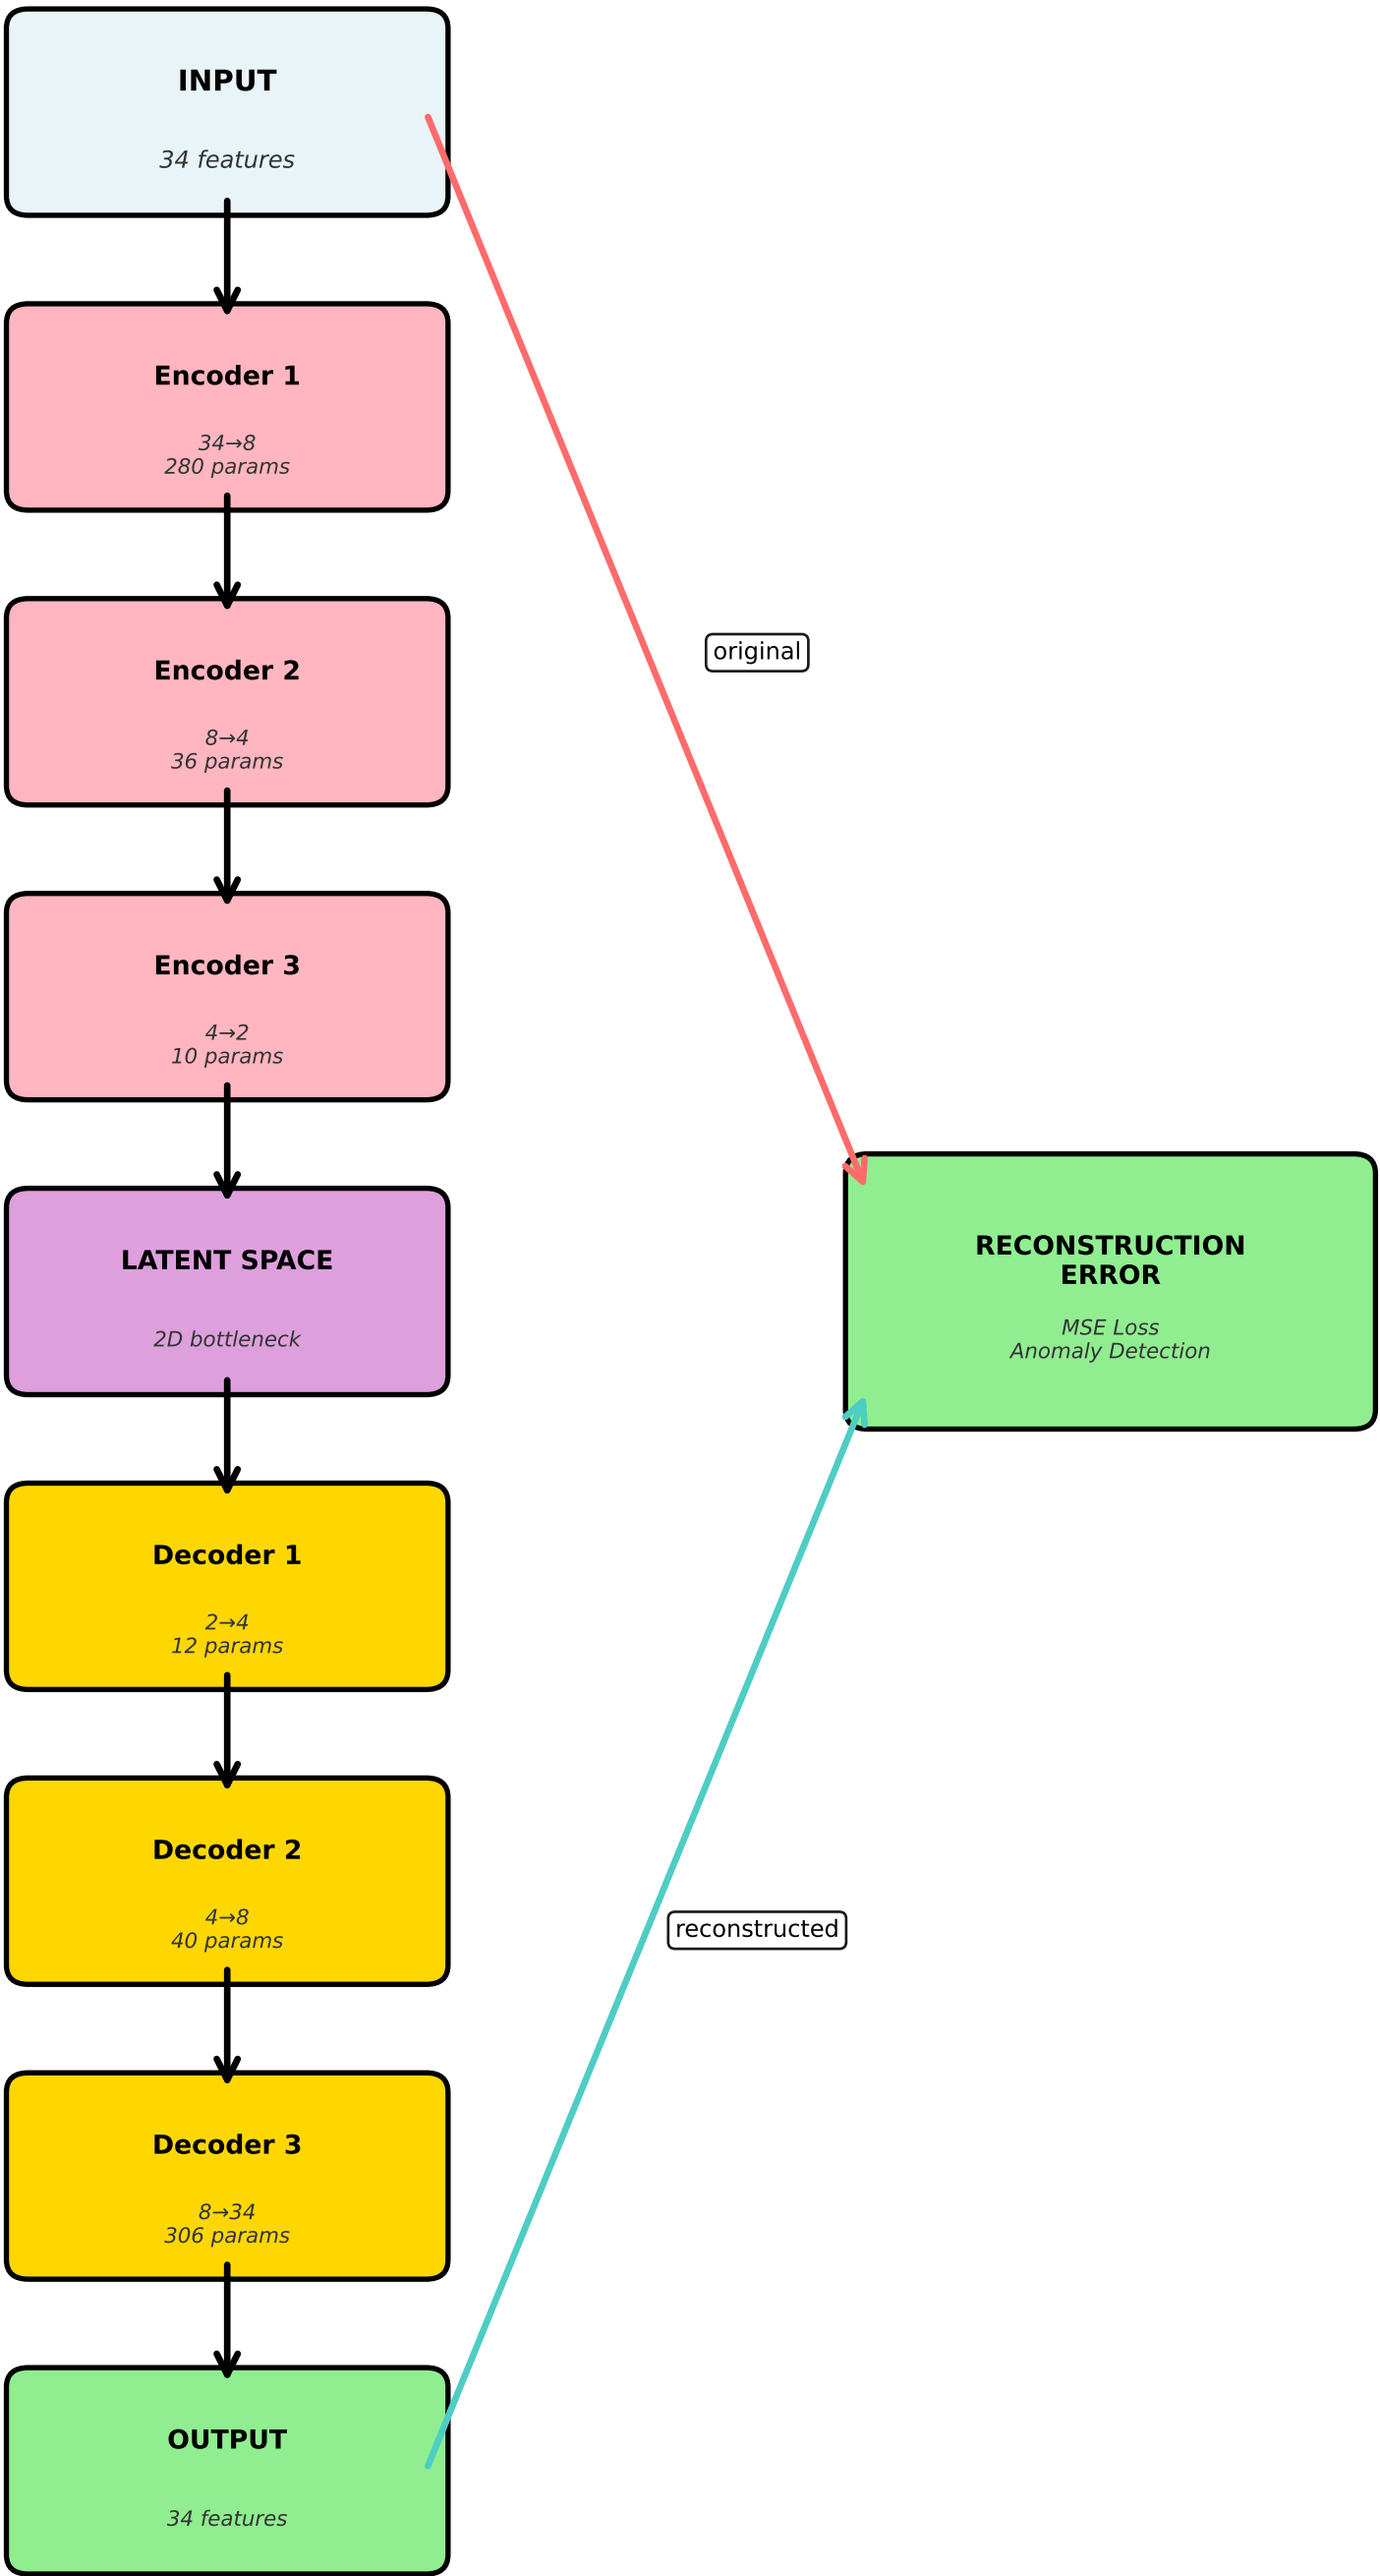 INPUT
34 features
Encoder 1
34→8
280 params
Encoder 2
8→4
36 params
original
Encoder 3
4→2
10 params
LATENT SPACE
2D bottleneck
RECONSTRUCTION
ERROR
MSE Loss
Anomaly Detection
Decoder 1
2→4
12 params
Decoder 2
4→8
40 params
reconstructed
Decoder 3
8→34
306 params
OUTPUT
34 features